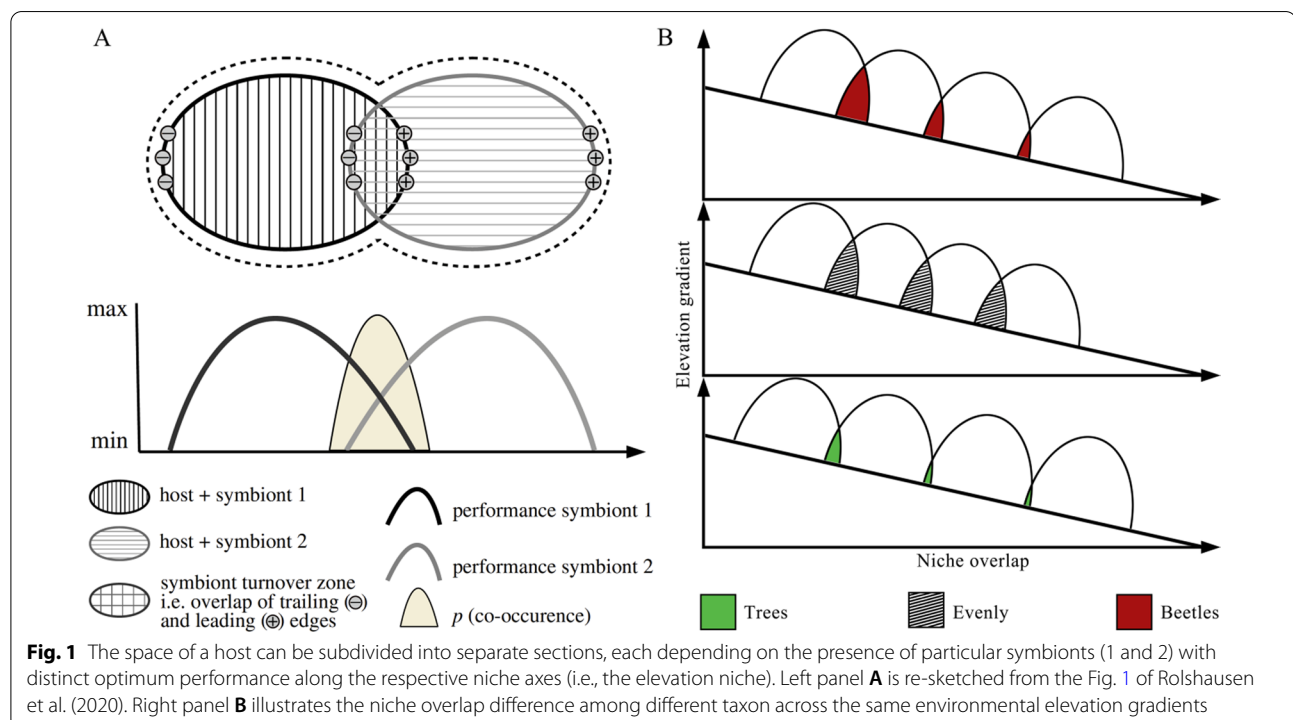 A
B
max
min
host + symbiont 1
host + symbiont 2
symbiont turnover zone
i.e. overlap of trailing (⊖)
and leading (⊕) edges
performance symbiont 1
performance symbiont 2
p (co-occurence)
Elevation gradient
Niche overlap
Trees
Evenly
Beetles
Fig. 1 The space of a host can be subdivided into separate sections, each depending on the presence of particular symbionts (1 and 2) with
distinct optimum performance along the respective niche axes (i.e., the elevation niche). Left panel A is re-sketched from the Fig. 1 of Rolshausen
et al. (2020). Right panel B illustrates the niche overlap difference among different taxon across the same environmental elevation gradients